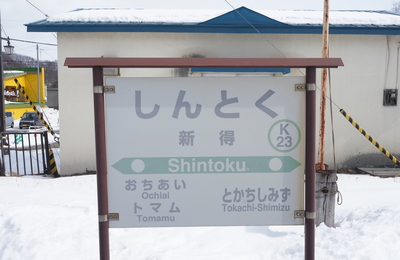 しんとく
新得
K
23
Shintoku
おちあい
Ochiai
トマム
Tomamu
とかちしみず
Tokachi-Shimizu